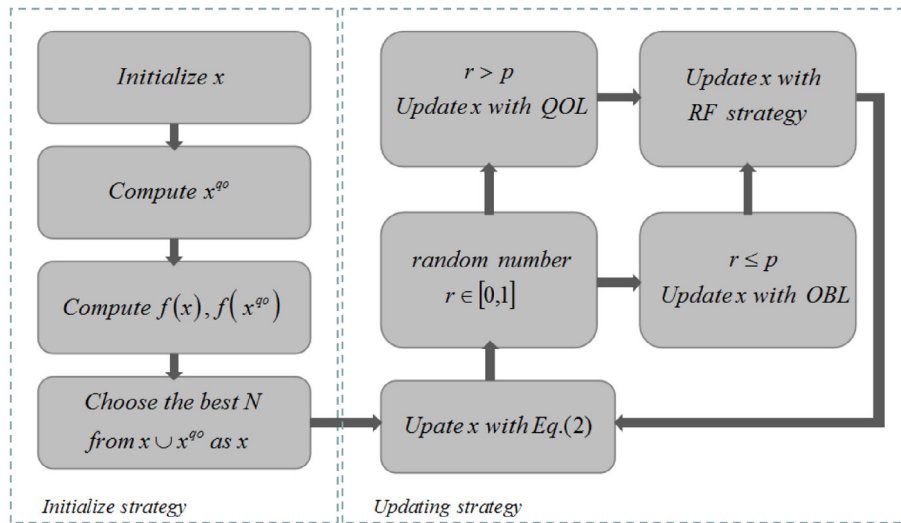 Initialize x
Compute x^{qo}
Compute f(x), f(x^{qo})
Choose the best N
from x ∪ x^{qo} as x
Initialize strategy
r > p
Update x with QOL
Update x with
RF strategy
random number
r ∈ [0,1]
r ≤ p
Update x with OBL
Upate x with Eq.(2)
Updating strategy